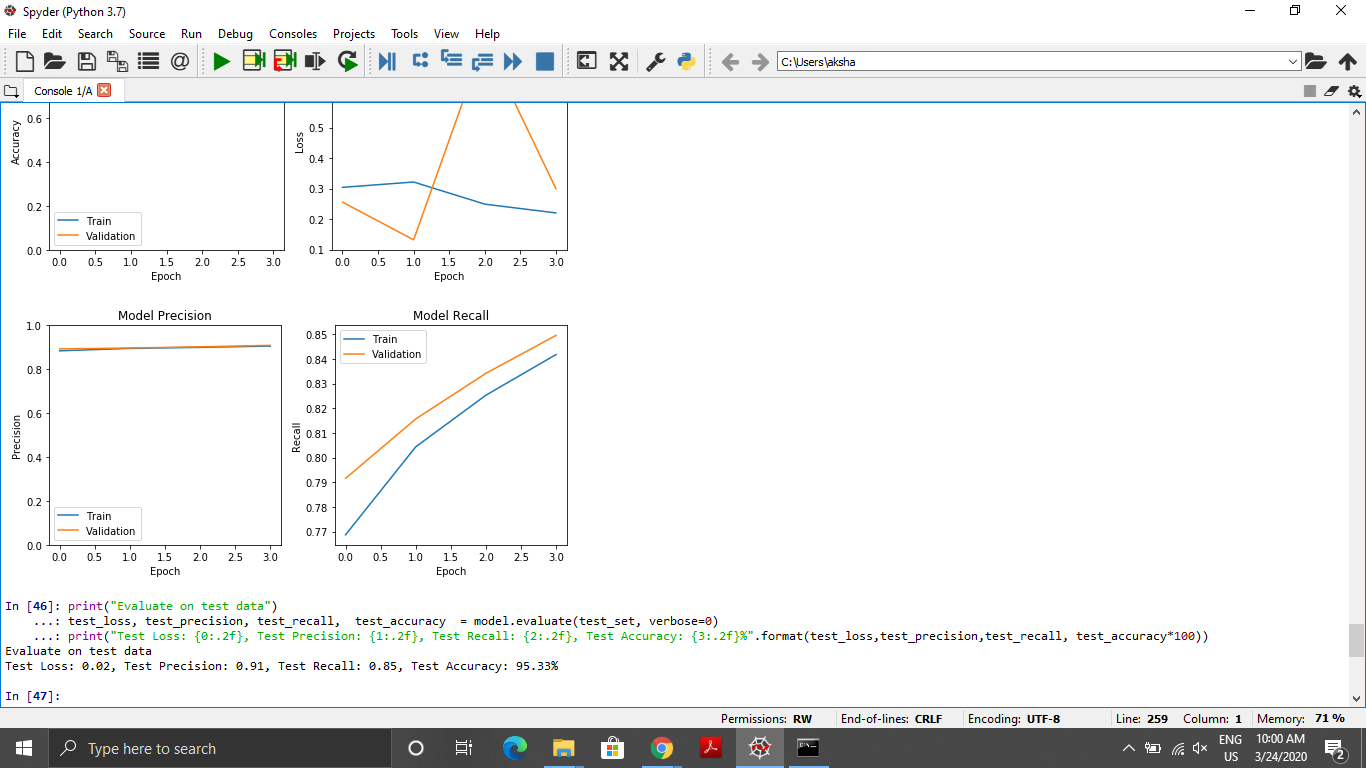 Spyder (Python 3.7)
File Edit Search Source Run Debug Consoles Projects Tools View Help
C:\Users\aksha
Console 1/A
Accuracy
0.6
0.4
0.2
0.0
Train
Validation
0.0 0.5 1.0 1.5 2.0 2.5 3.0
Epoch
Loss
0.5
0.4
0.3
0.2
0.1
0.0 0.5 1.0 1.5 2.0 2.5 3.0
Epoch
Model Precision
Precision
1.0
0.8
0.6
0.4
0.2
0.0
Train
Validation
0.0 0.5 1.0 1.5 2.0 2.5 3.0
Epoch
Model Recall
Recall
0.85
0.84
0.83
0.82
0.81
0.80
0.79
0.78
0.77
Train
Validation
0.0 0.5 1.0 1.5 2.0 2.5 3.0
Epoch
In [46]: print("Evaluate on test data")
...: test_loss, test_precision, test_recall,  test_accuracy  = model.evaluate(test_set, verbose=0)
...: print("Test Loss: {0:.2f}, Test Precision: {1:.2f}, Test Recall: {2:.2f}, Test Accuracy: {3:.2f}%".format(test_loss,test_precision,test_recall, test_accuracy*100))
Evaluate on test data
Test Loss: 0.02, Test Precision: 0.91, Test Recall: 0.85, Test Accuracy: 95.33%
In [47]:
Permissions: RW End-of-lines: CRLF Encoding: UTF-8 Line: 259 Column: 1 Memory: 71 %
Type here to search
ENG
US
10:00 AM
3/24/2020
2